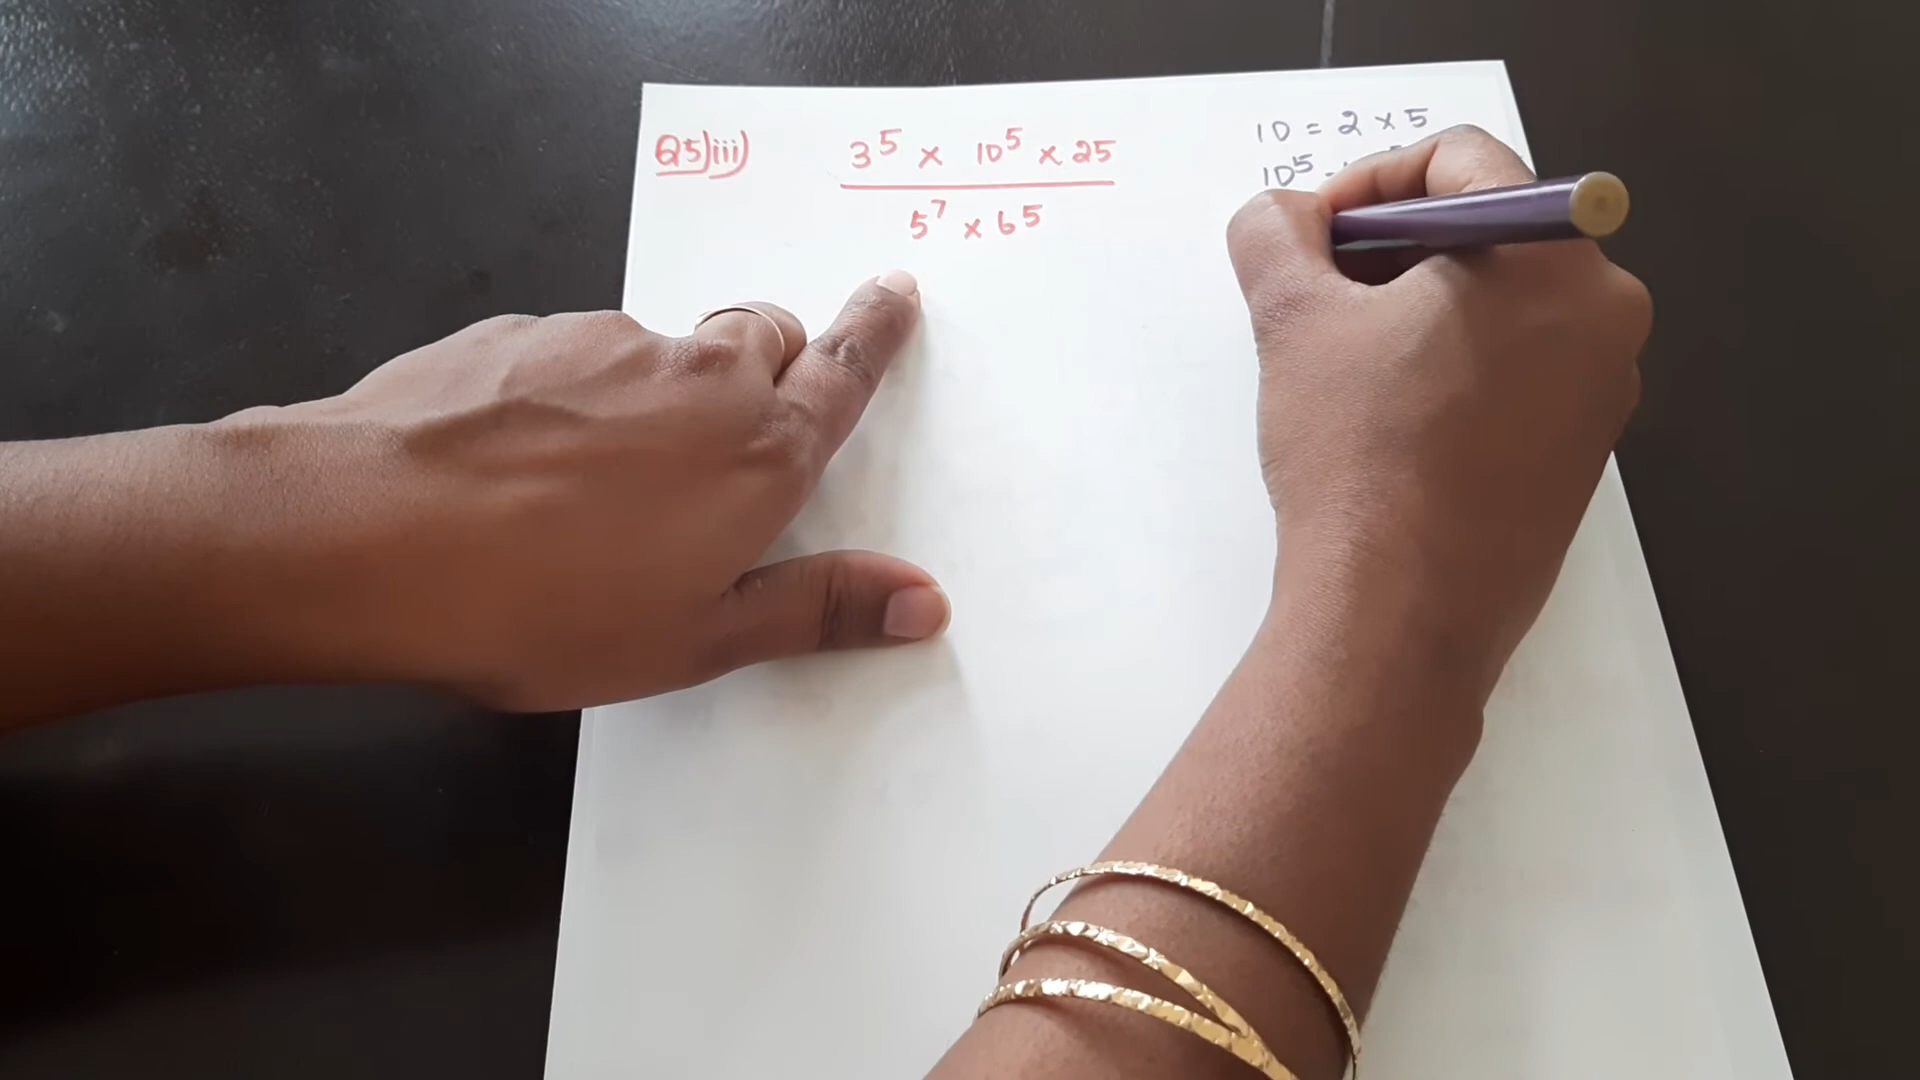 Q5)iii) 3⁵ × 10⁵ × 25
5⁷ × 6⁵
10 = 2 × 5
10⁵